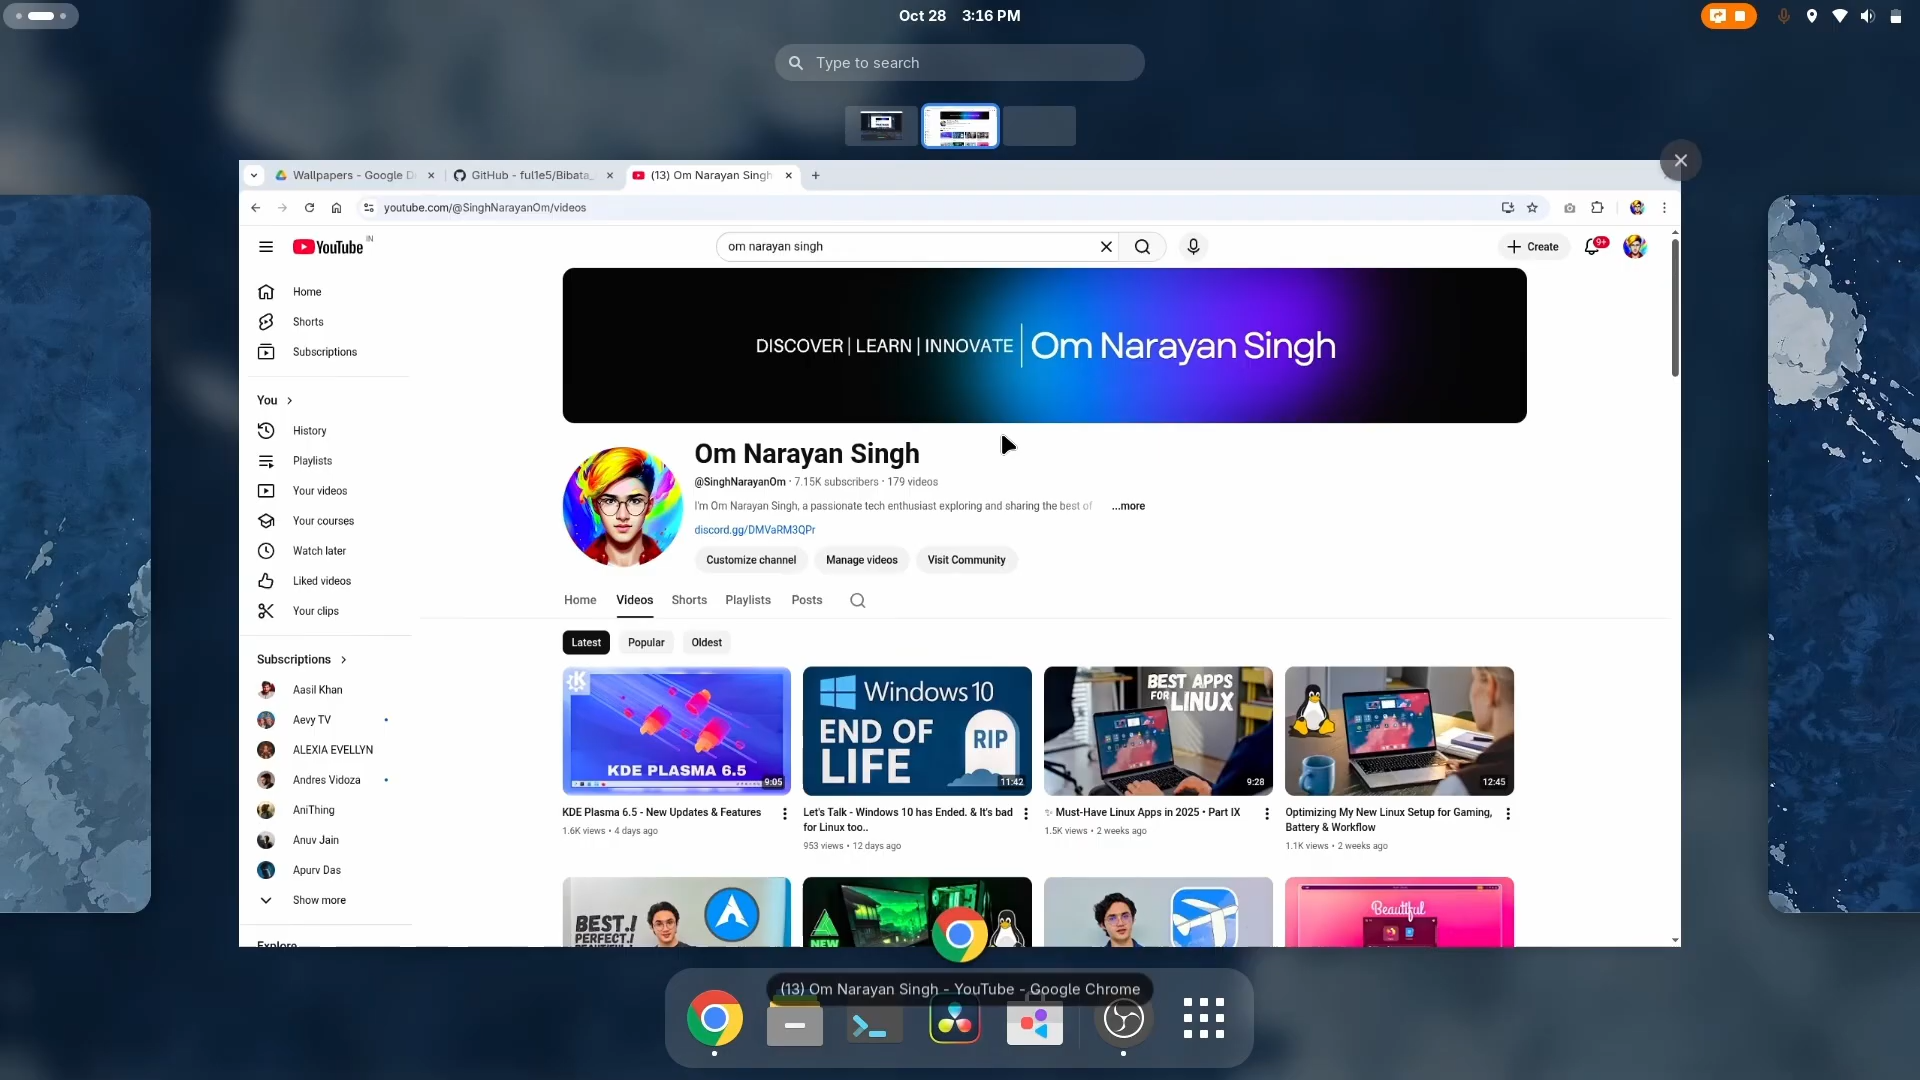 Oct 28 3:16 PM
Type to search
Wallpapers - Google D
GitHub - ful1e5/Bibata_
(13) Om Narayan Singh
youtube.com/@SinghNarayanOm/videos
YouTube IN
om narayan singh
Create
9+
Home
Shorts
Subscriptions
You
History
Playlists
Your videos
Your courses
Watch later
Liked videos
Your clips
Subscriptions
Aasil Khan
Aevy TV
ALEXIA EVELLYN
Andres Vidoza
AniThing
Anuv Jain
Apurv Das
Show more
Explore
DISCOVER | LEARN | INNOVATE Om Narayan Singh
Om Narayan Singh
@SinghNarayanOm · 7.15K subscribers · 179 videos
I'm Om Narayan Singh, a passionate tech enthusiast exploring and sharing the best of ...more
discord.gg/DMVaRM3QPr
Customize channel
Manage videos
Visit Community
Home Videos Shorts Playlists Posts
Latest Popular Oldest
KDE PLASMA 6.5
9:05
KDE Plasma 6.5 - New Updates & Features
1.6K views • 4 days ago
Windows 10
END OF
LIFE
RIP
11:42
Let's Talk - Windows 10 has Ended. & It's bad
for Linux too..
953 views • 12 days ago
BEST APPS
FOR LINUX
9:28
Must-Have Linux Apps in 2025 • Part IX
1.5K views • 2 weeks ago
12:45
Optimizing My New Linux Setup for Gaming,
Battery & Workflow
1.1K views • 2 weeks ago
BEST.!
PERFECT.!
NEW
Beautiful
(13) Om Narayan Singh - YouTube - Google Chrome